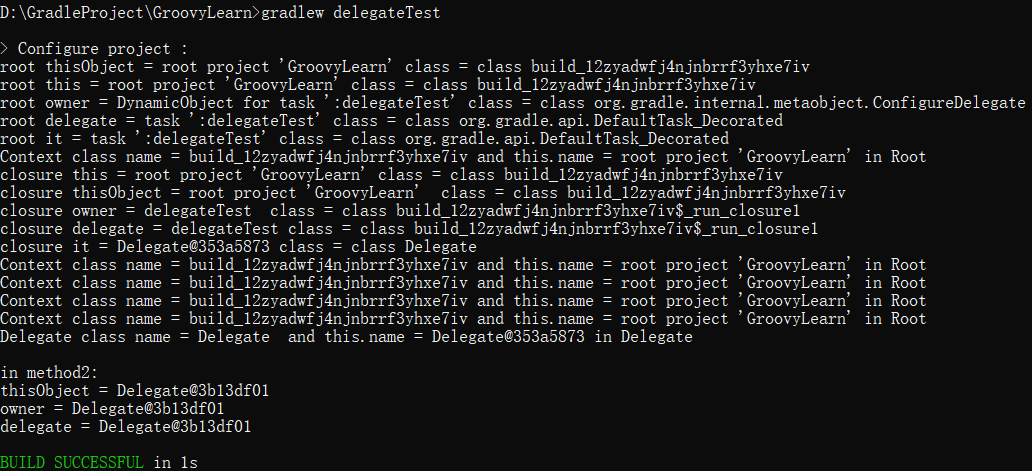 D:\GradleProject\GroovyLearn>gradlew delegateTest
> Configure project :
root thisObject = root project 'GroovyLearn' class = class build_12zyadwfj4njnbrrf3yhxe7iv
root this = root project 'GroovyLearn' class = class build_12zyadwfj4njnbrrf3yhxe7iv
root owner = DynamicObject for task ':delegateTest' class = class org.gradle.internal.metaobject.ConfigureDelegate
root delegate = task ':delegateTest' class = class org.gradle.api.DefaultTask_Decorated
root it = task ':delegateTest' class = class org.gradle.api.DefaultTask_Decorated
Context class name = build_12zyadwfj4njnbrrf3yhxe7iv and this.name = root project 'GroovyLearn' in Root
closure this = root project 'GroovyLearn' class = class build_12zyadwfj4njnbrrf3yhxe7iv
closure thisObject = root project 'GroovyLearn'  class = class build_12zyadwfj4njnbrrf3yhxe7iv
closure owner = delegateTest  class = class build_12zyadwfj4njnbrrf3yhxe7iv$_run_closure1
closure delegate = delegateTest class = class build_12zyadwfj4njnbrrf3yhxe7iv$_run_closure1
closure it = Delegate@353a5873 class = class Delegate
Context class name = build_12zyadwfj4njnbrrf3yhxe7iv and this.name = root project 'GroovyLearn' in Root
Context class name = build_12zyadwfj4njnbrrf3yhxe7iv and this.name = root project 'GroovyLearn' in Root
Context class name = build_12zyadwfj4njnbrrf3yhxe7iv and this.name = root project 'GroovyLearn' in Root
Context class name = build_12zyadwfj4njnbrrf3yhxe7iv and this.name = root project 'GroovyLearn' in Root
Delegate class name = Delegate  and this.name = Delegate@353a5873 in Delegate
in method2:
thisObject = Delegate@3b13df01
owner = Delegate@3b13df01
delegate = Delegate@3b13df01
BUILD SUCCESSFUL in 1s